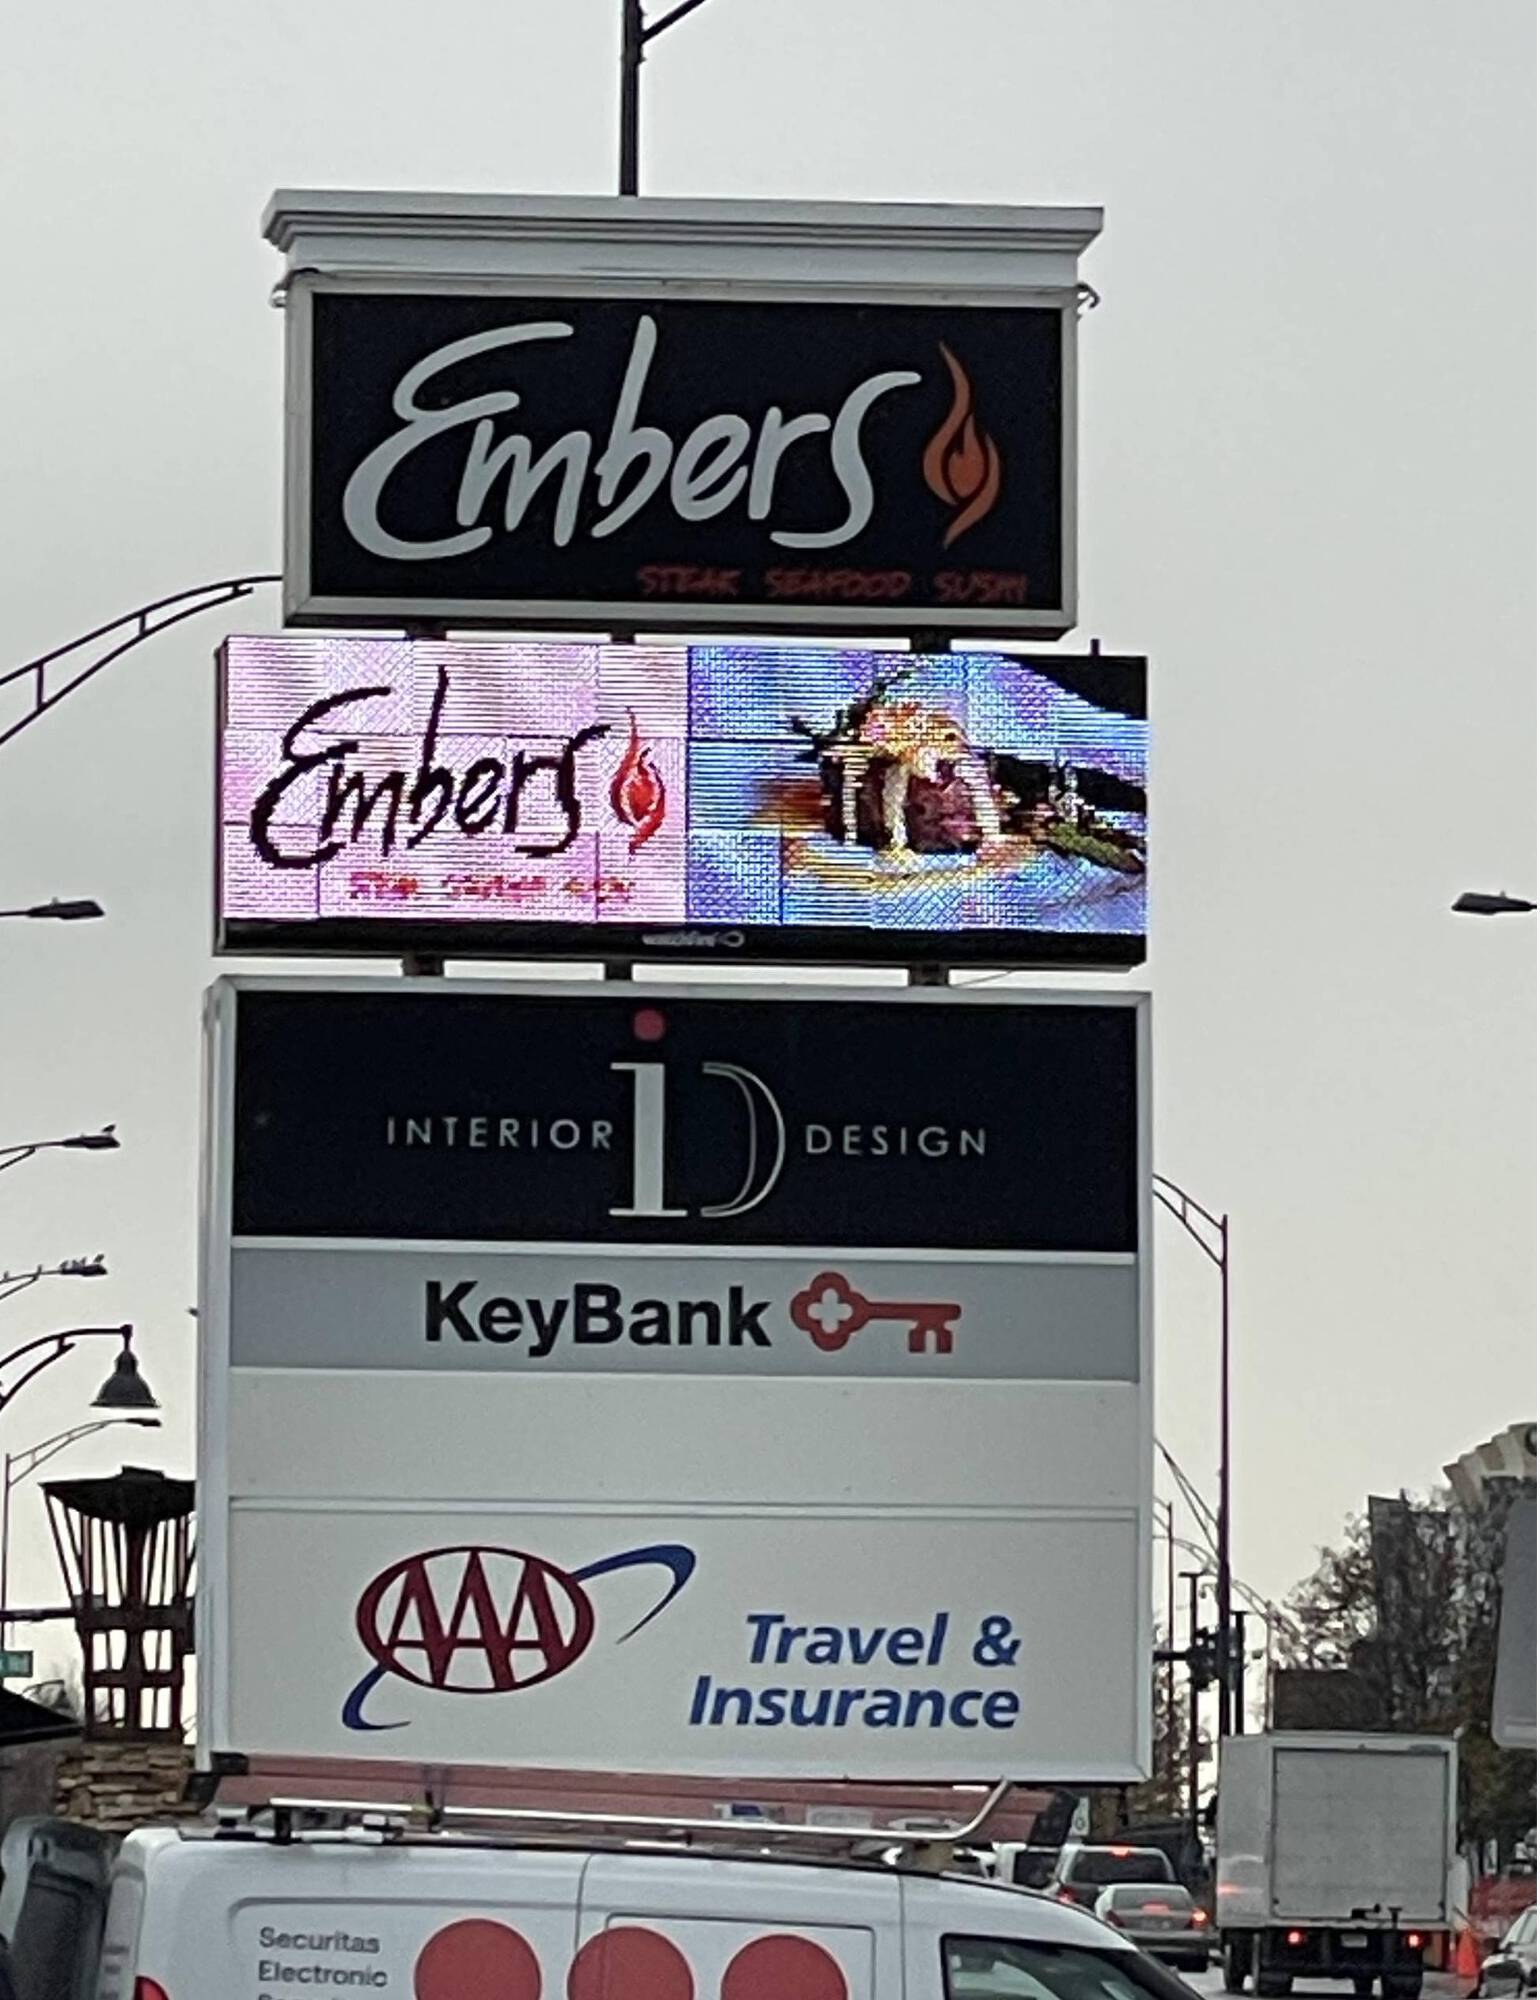 Embers
STEAK SEAFOOD SUSHI
Embers
INTERIOR iD DESIGN
KeyBank
AAA
Travel &
Insurance
Securitas
Electronic